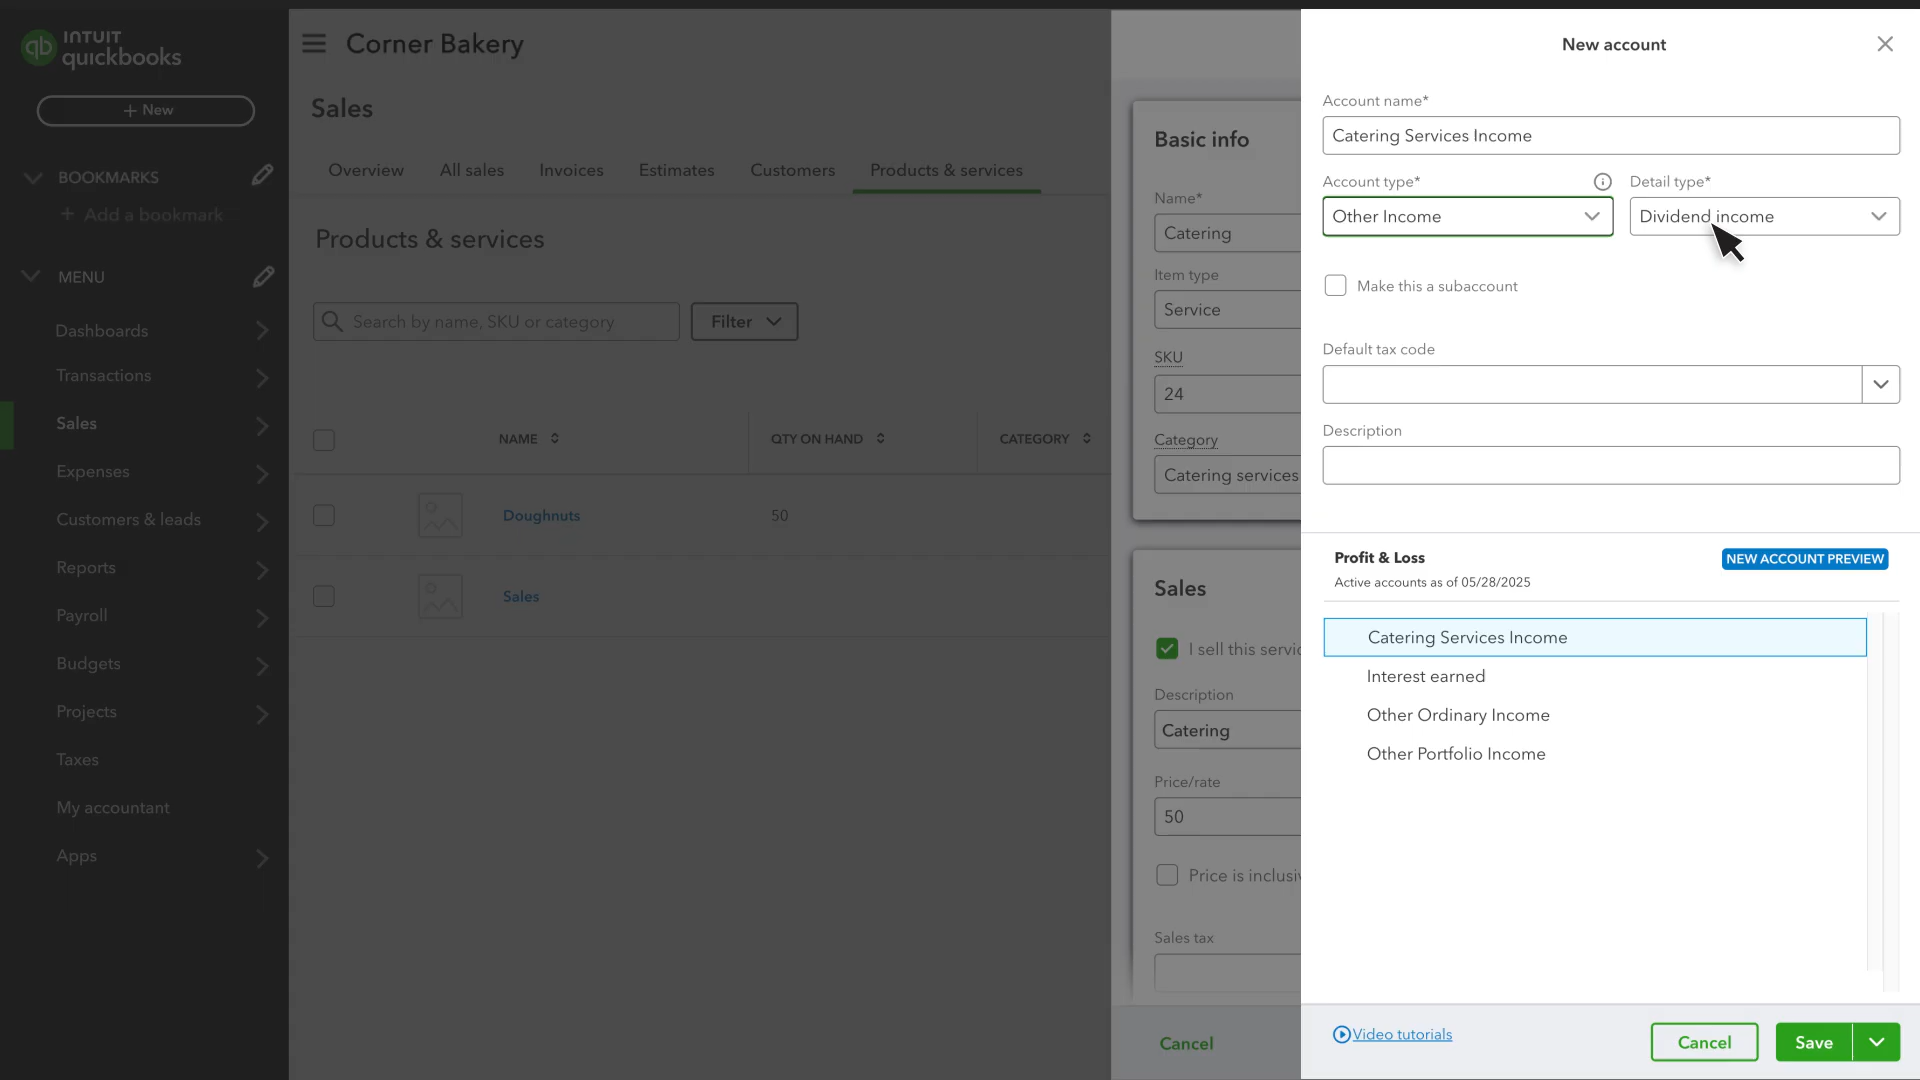 INTUIT
quickbooks
+ New
BOOKMARKS
+ Add a bookmark
MENU
Dashboards
Transactions
Sales
Expenses
Customers & leads
Reports
Payroll
Budgets
Projects
Taxes
My accountant
Apps
Corner Bakery
Sales
Overview
All sales
Invoices
Estimates
Customers
Products & services
Products & services
Search by name, SKU or category
Filter
NAME
QTY ON HAND
CATEGORY
Doughnuts
50
Sales
Basic info
Name*
Catering
Item type
Service
SKU
24
Category
Catering services
Sales
I sell this servic
Description
Catering
Price/rate
50
Price is inclusiv
Sales tax
Cancel
New account
Account name*
Catering Services Income
Account type*
Detail type*
Other Income
Dividend income
Make this a subaccount
Default tax code
Description
Profit & Loss
NEW ACCOUNT PREVIEW
Active accounts as of 05/28/2025
Catering Services Income
Interest earned
Other Ordinary Income
Other Portfolio Income
Video tutorials
Cancel
Save